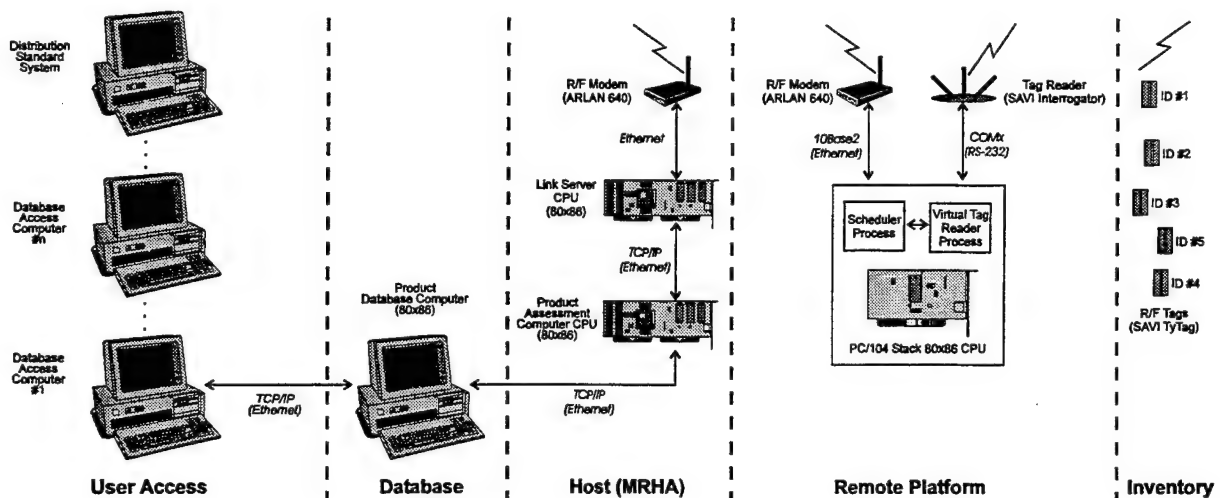 Distribution
Standard
System
Database
Access
Computer
#n
Database
Access
Computer
#1
TCP/IP
(Ethernet)
User Access
Product
Database Computer
(80x86)
Database
R/F Modem
(ARLAN 640)
Ethernet
Link Server
CPU
(80x86)
TCP/IP
(Ethernet)
Product
Assessment
Computer CPU
(80x86)
TCP/IP
(Ethernet)
Host (MRHA)
R/F Modem
(ARLAN 640)
Tag Reader
(SAVI Interrogator)
10Base2
(Ethernet)
COMx
(RS-232)
Scheduler
Process
Virtual Tag
Reader
Process
PC/104 Stack 80x86 CPU
Remote Platform
ID #1
ID #2
ID #3
ID #5
ID #4
R/F Tags
(SAVI TyTag)
Inventory